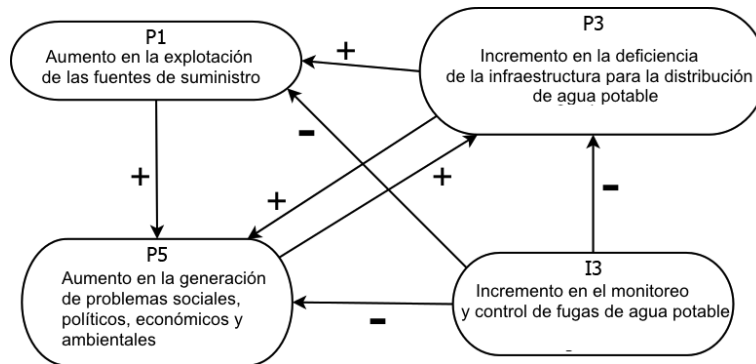 P1
Aumento en la explotación
de las fuentes de suministro
P3
Incremento en la deficiencia
de la infraestructura para la distribución
de agua potable
+
-
+
+
+
-
P5
Aumento en la generación
de problemas sociales,
políticos, económicos y
ambientales
-
I3
Incremento en el monitoreo
y control de fugas de agua potable